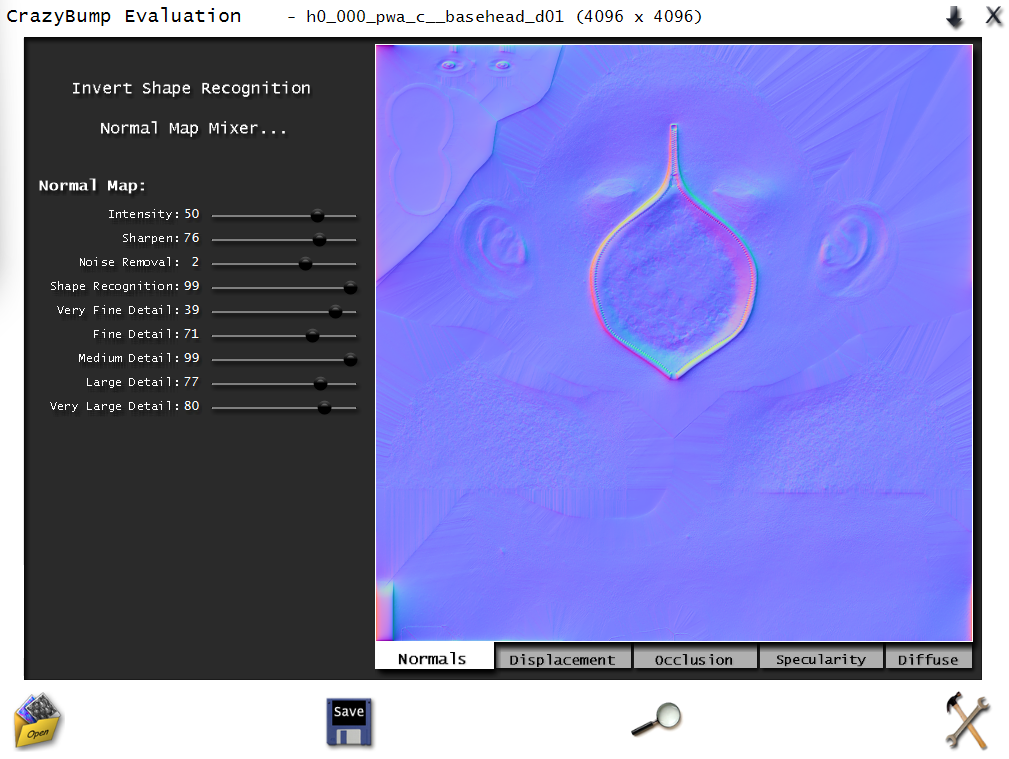 CrazyBump Evaluation - h0_000_pwa_c__basehead_d01 (4096 x 4096) X
Invert Shape Recognition
Normal Map Mixer...
Normal Map:
Intensity: 50
Sharpen: 76
Noise Removal: 2
Shape Recognition: 99
Very Fine Detail: 39
Fine Detail: 71
Medium Detail: 99
Large Detail: 77
Very Large Detail: 80
Normals Displacement Occlusion Specularity Diffuse
Open Save